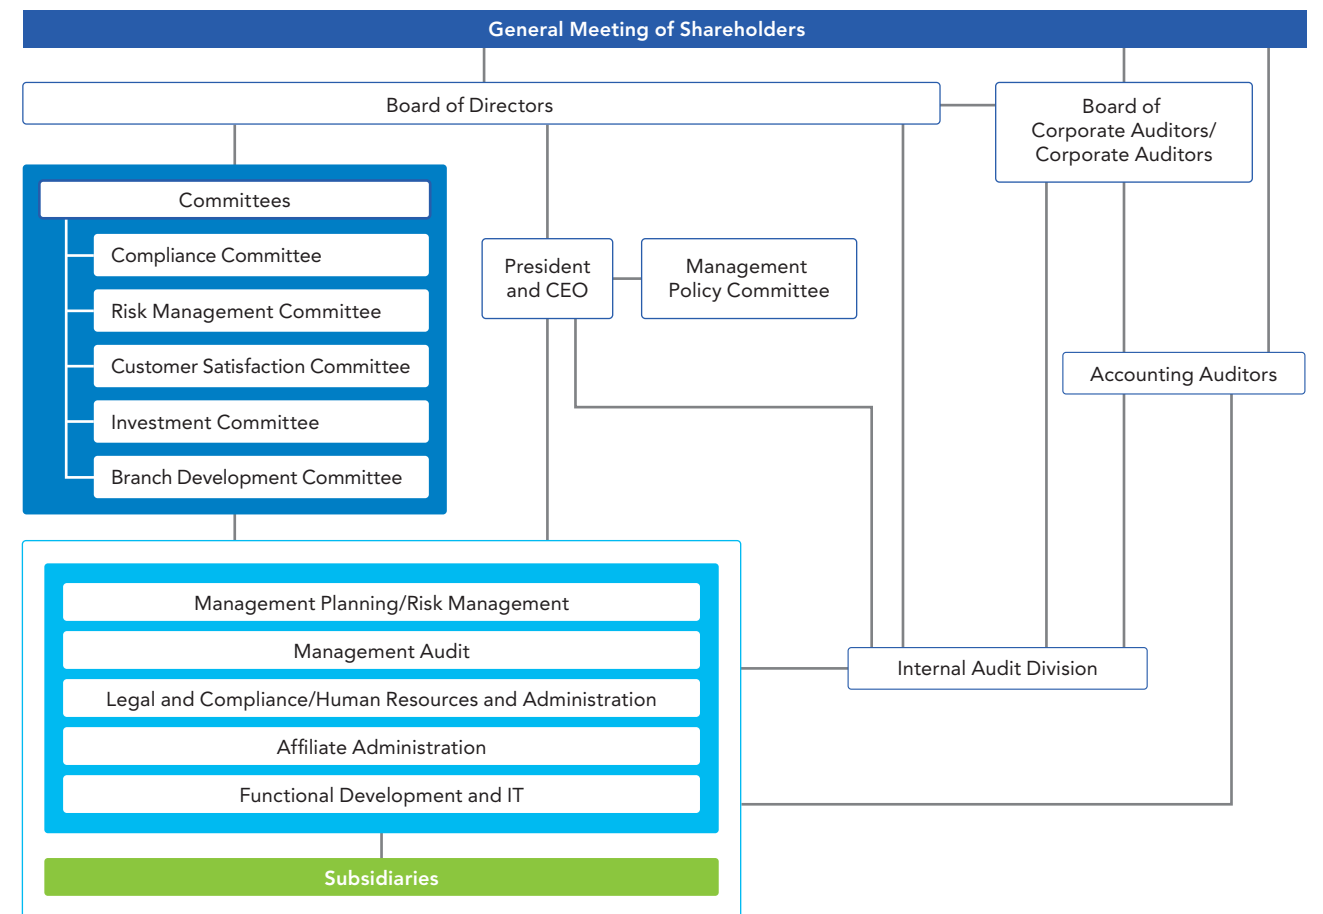 General Meeting of Shareholders
Board of Directors
Board of
Corporate Auditors/
Corporate Auditors
Committees
Compliance Committee
Risk Management Committee
Customer Satisfaction Committee
Investment Committee
Branch Development Committee
President
and CEO
Management
Policy Committee
Accounting Auditors
Management Planning/Risk Management
Management Audit
Legal and Compliance/Human Resources and Administration
Affiliate Administration
Functional Development and IT
Internal Audit Division
Subsidiaries